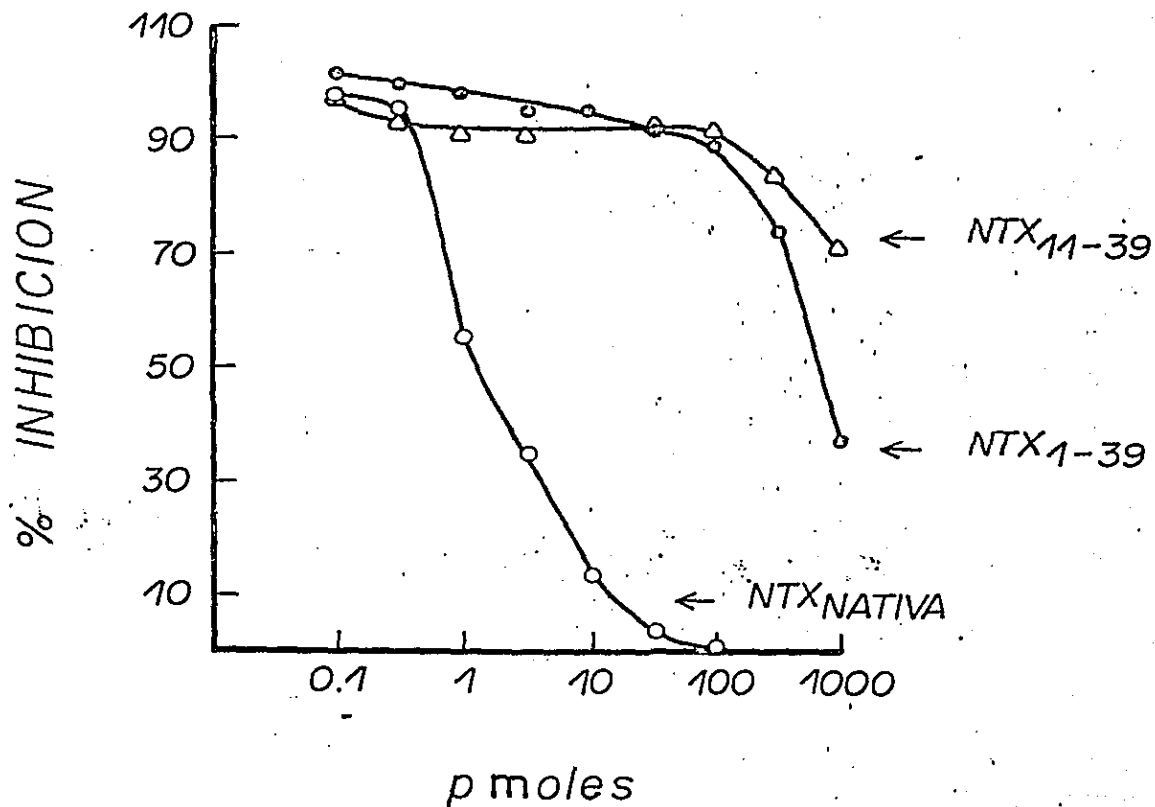 110
90
70
50
30
10
% INHIBICION
NTX11-39
NTX1-39
NTXNATIVA
0.1 1 10 100 1000
p moles